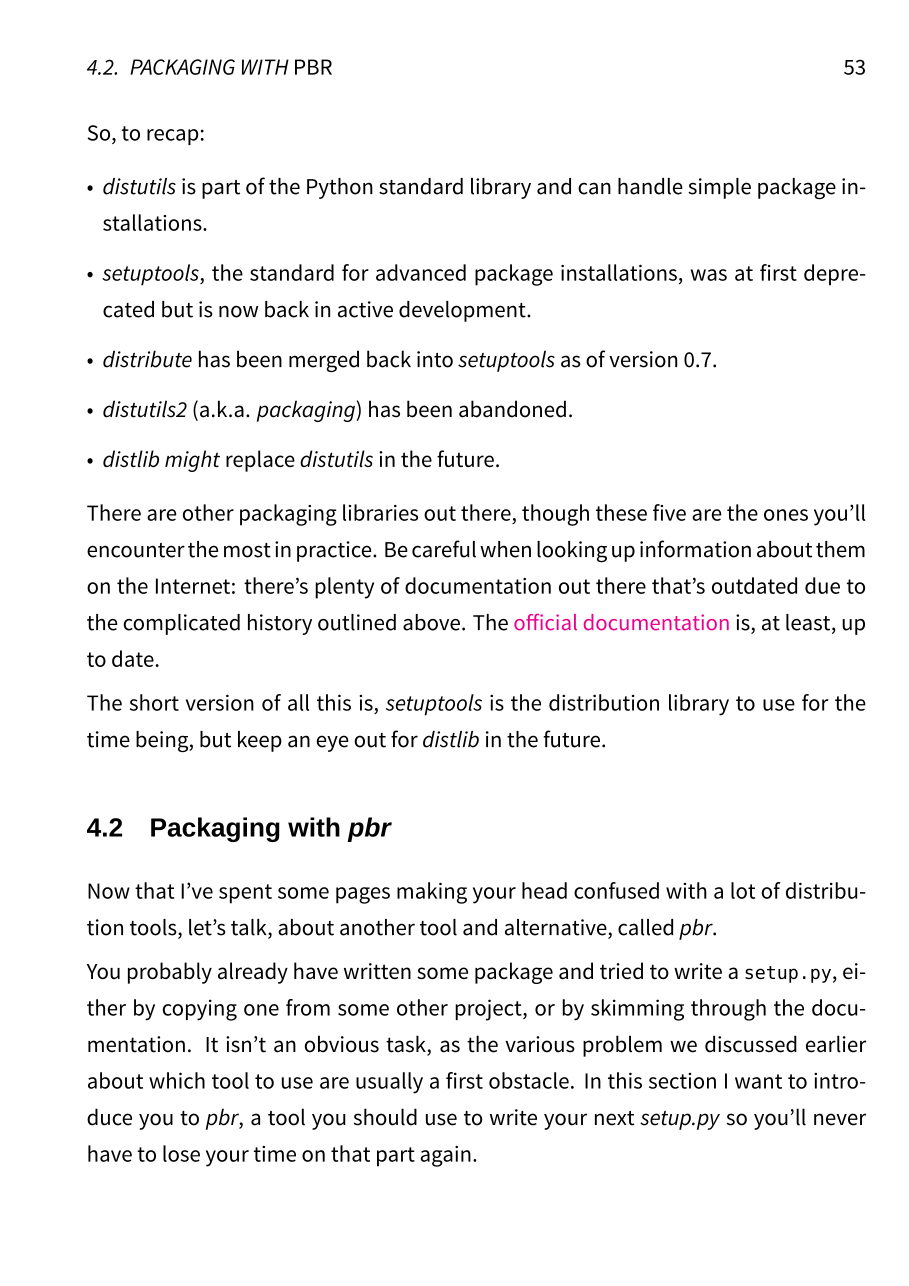 4.2. PACKAGING WITH PBR 53
So, to recap:
• distutils is part of the Python standard library and can handle simple package in-
stallations.
• setuptools, the standard for advanced package installations, was at first depre-
cated but is now back in active development.
• distribute has been merged back into setuptools as of version 0.7.
• distutils2 (a.k.a. packaging) has been abandoned.
• distlib might replace distutils in the future.
There are other packaging libraries out there, though these five are the ones you’ll
encounter the most in practice. Be careful when looking up information about them
on the Internet: there’s plenty of documentation out there that’s outdated due to
the complicated history outlined above. The official documentation is, at least, up
to date.
The short version of all this is, setuptools is the distribution library to use for the
time being, but keep an eye out for distlib in the future.
4.2 Packaging with pbr
Now that I’ve spent some pages making your head confused with a lot of distribu-
tion tools, let’s talk, about another tool and alternative, called pbr.
You probably already have written some package and tried to write a setup.py, ei-
ther by copying one from some other project, or by skimming through the docu-
mentation. It isn’t an obvious task, as the various problem we discussed earlier
about which tool to use are usually a first obstacle. In this section I want to intro-
duce you to pbr, a tool you should use to write your next setup.py so you’ll never
have to lose your time on that part again.